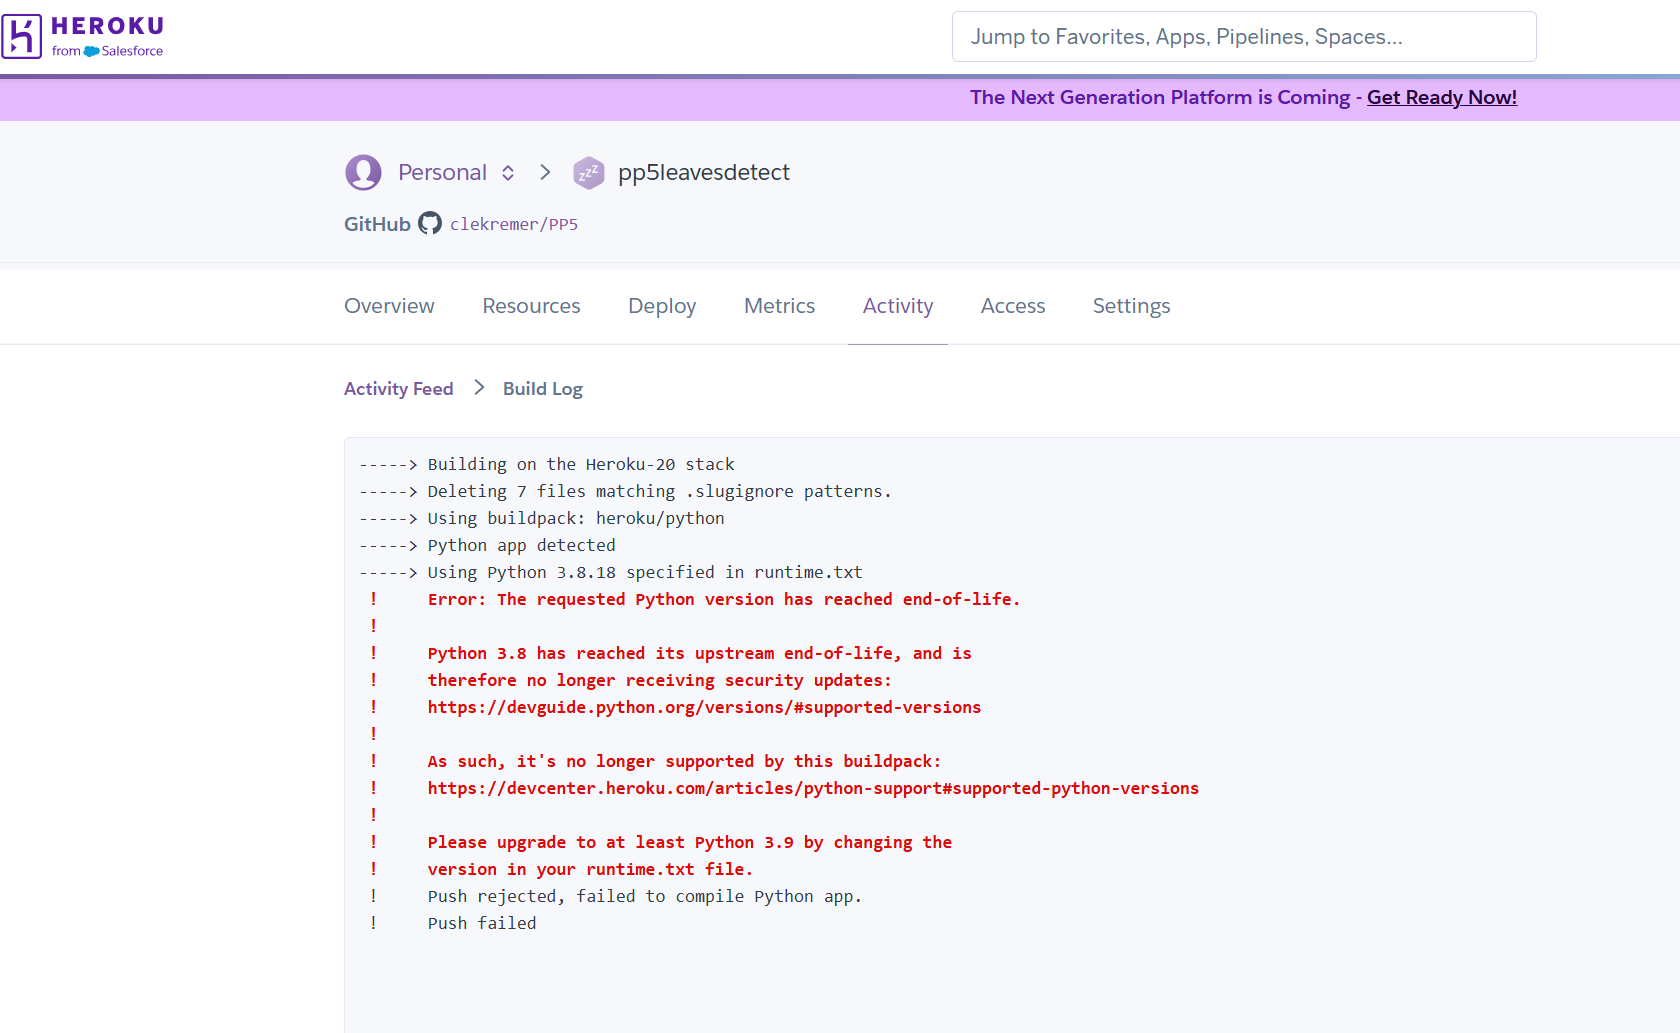 HEROKU
from Salesforce
Jump to Favorites, Apps, Pipelines, Spaces...
The Next Generation Platform is Coming - Get Ready Now!
Personal > zzZ pp5leavesdetect
GitHub clekremer/PP5
Overview Resources Deploy Metrics Activity Access Settings
Activity Feed > Build Log
-----> Building on the Heroku-20 stack
-----> Deleting 7 files matching .slugignore patterns.
-----> Using buildpack: heroku/python
-----> Python app detected
-----> Using Python 3.8.18 specified in runtime.txt
! Error: The requested Python version has reached end-of-life.
!
! Python 3.8 has reached its upstream end-of-life, and is
! therefore no longer receiving security updates:
! https://devguide.python.org/versions/#supported-versions
!
! As such, it's no longer supported by this buildpack:
! https://devcenter.heroku.com/articles/python-support#supported-python-versions
!
! Please upgrade to at least Python 3.9 by changing the
! version in your runtime.txt file.
! Push rejected, failed to compile Python app.
! Push failed